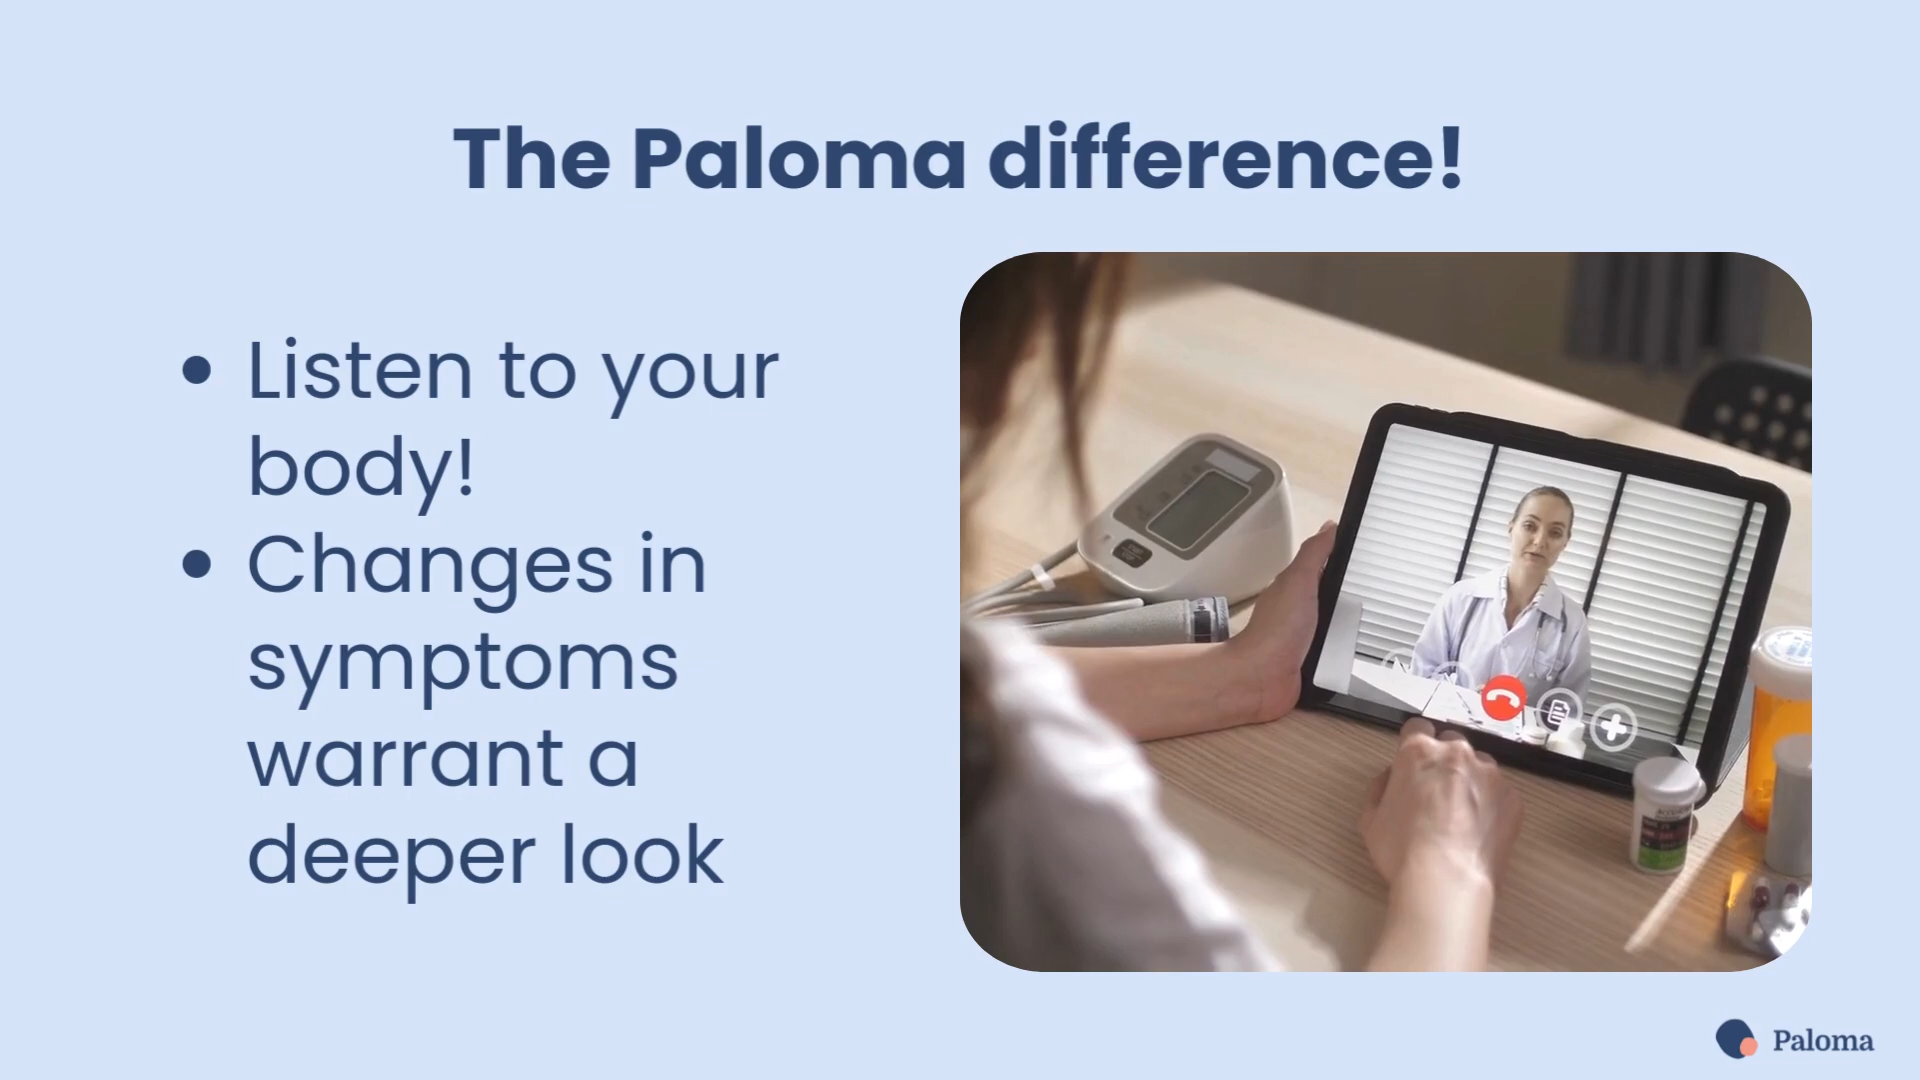 The Paloma difference!
• Listen to your
body!
• Changes in
symptoms
warrant a
deeper look
Paloma